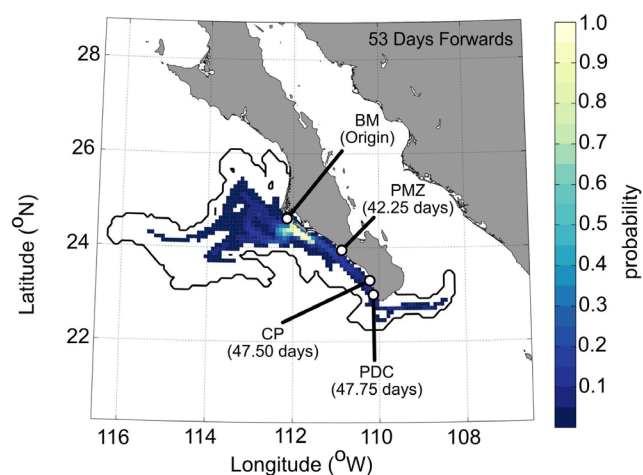 53 Days Forwards
28
26
24
22
Latitude (°N)
116
114
112
110
108
Longitude (°W)
BM
(Origin)
PMZ
(42.25 days)
CP
(47.50 days)
PDC
(47.75 days)
1.0
0.9
0.8
0.7
0.6
0.5
0.4
0.3
0.2
0.1
probability